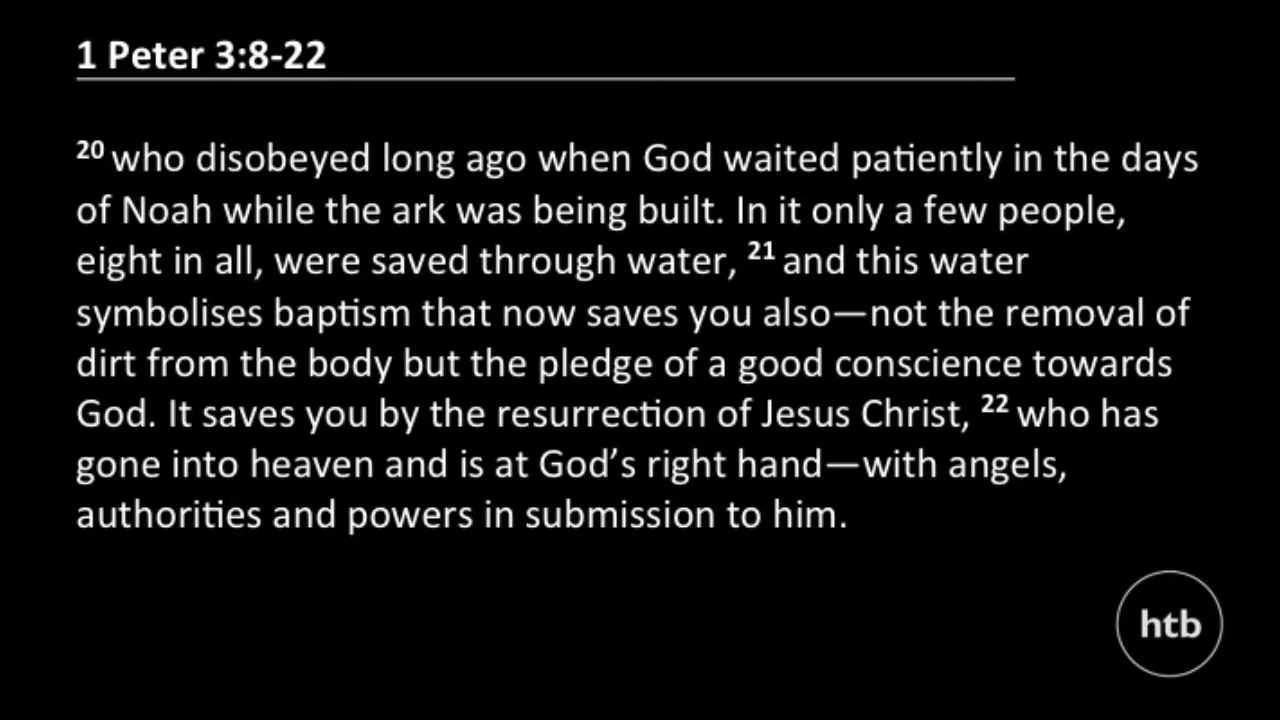 1 Peter 3:8-22
20 who disobeyed long ago when God waited patiently in the days
of Noah while the ark was being built. In it only a few people,
eight in all, were saved through water, 21 and this water
symbolises baptism that now saves you also—not the removal of
dirt from the body but the pledge of a good conscience towards
God. It saves you by the resurrection of Jesus Christ, 22 who has
gone into heaven and is at God’s right hand—with angels,
authorities and powers in submission to him.
htb